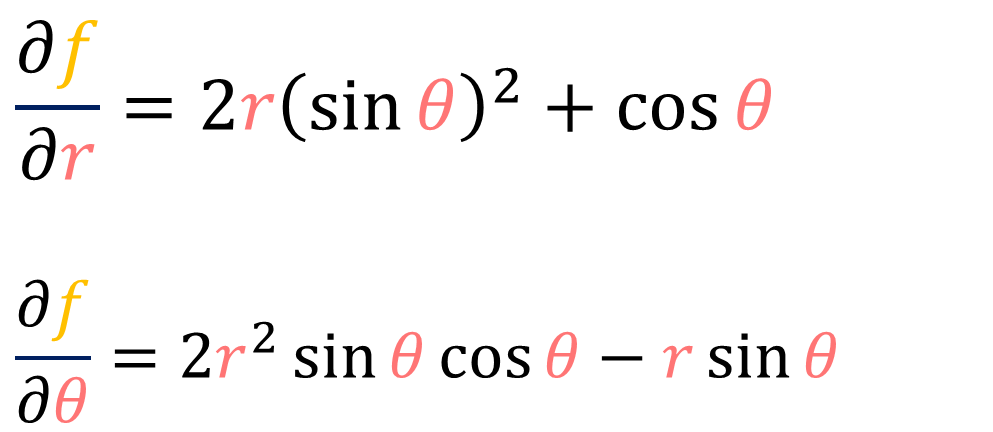 ∂f/∂r = 2r(sin θ)² + cos θ
∂f/∂θ = 2r² sin θ cos θ − r sin θ